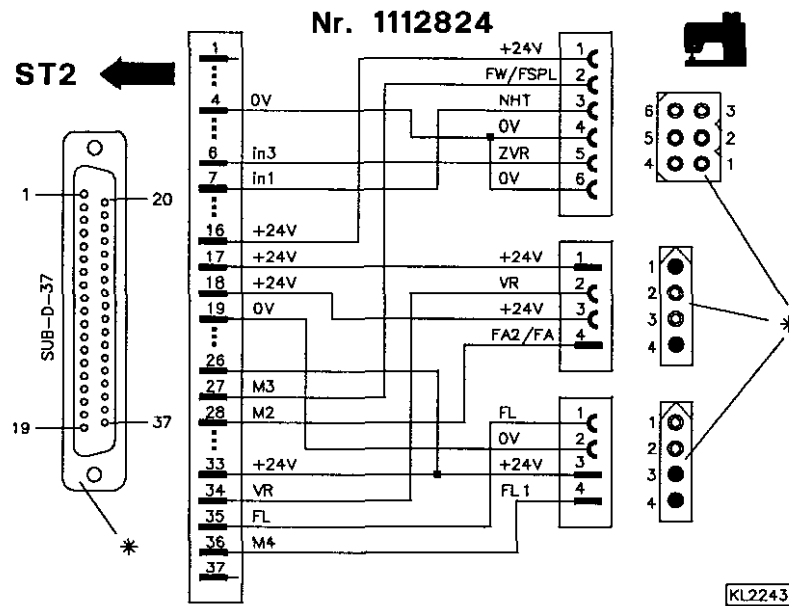 Nr. 1112824
ST2
1
4 0V
6 in3
7 in1
16 +24V
17 +24V
18 +24V
19 0V
26
27 M3
28 M2
33 +24V
34 VR
35 FL
36 M4
37
+24V 1
FW/FSPL 2
NHT 3
0V 4
ZVR 5
0V 6
+24V 1
VR 2
+24V 3
FA2/FA 4
FL 1
0V 2
+24V 3
FL1 4
1 20
SUB-D-37
19 37
*
6 3
5 2
4 1
1
2
3
4
*
1
2
3
4
KL2243